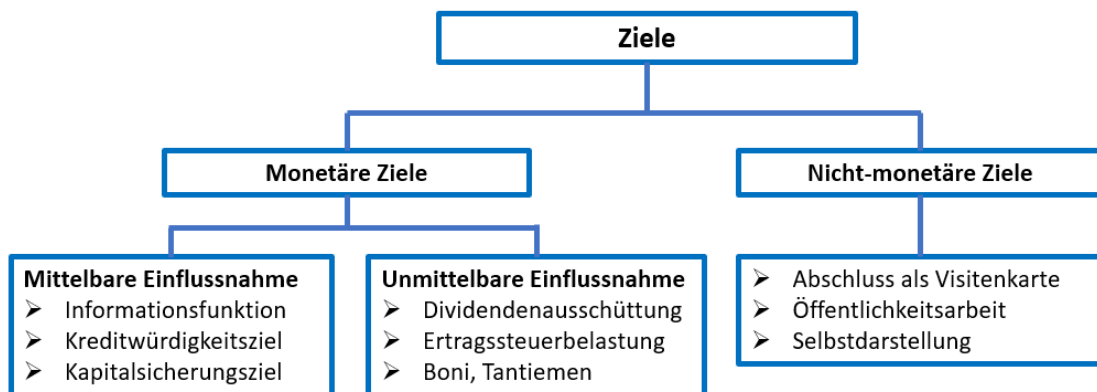 Ziele
Monetäre Ziele
Nicht-monetäre Ziele
Mittelbare Einflussnahme
➢ Informationsfunktion
➢ Kreditwürdigkeitsziel
➢ Kapitalsicherungsziel
Unmittelbare Einflussnahme
➢ Dividendenausschüttung
➢ Ertragssteuerbelastung
➢ Boni, Tantiemen
➢ Abschluss als Visitenkarte
➢ Öffentlichkeitsarbeit
➢ Selbstdarstellung